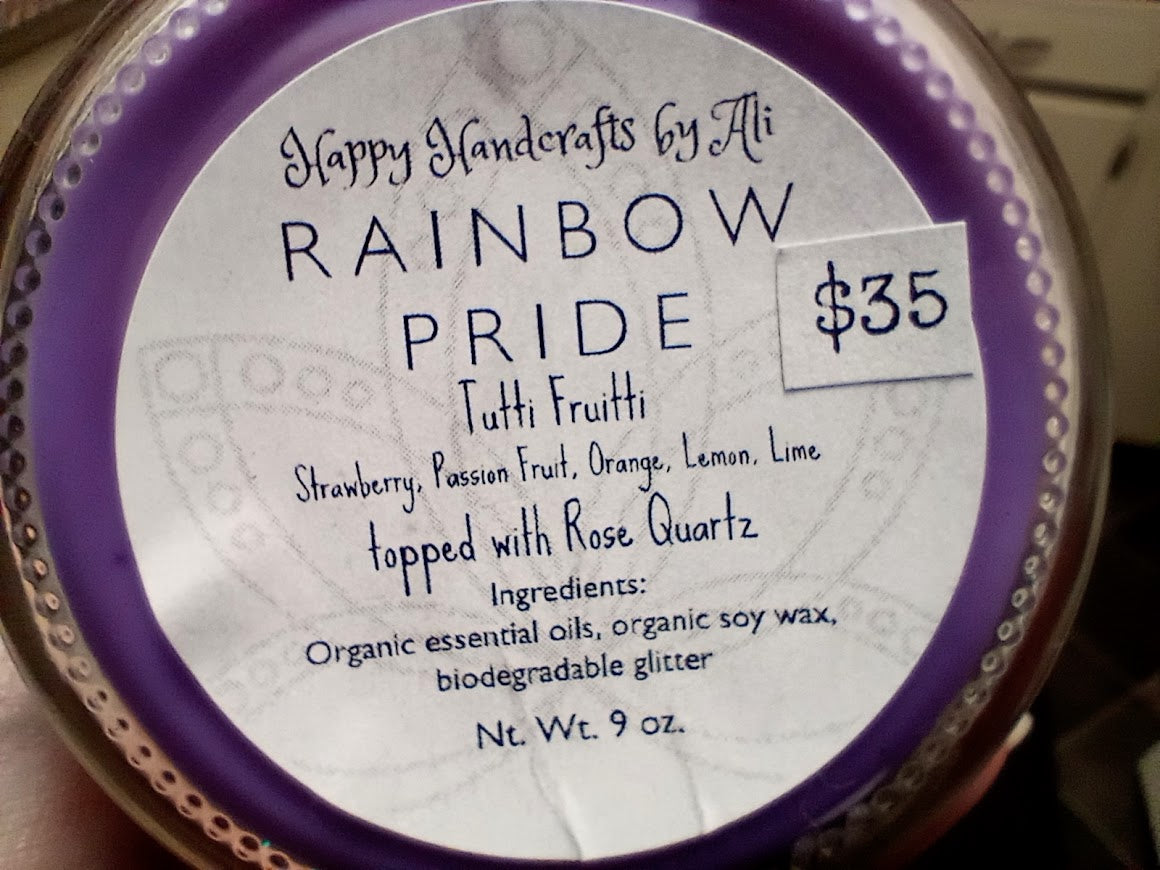 Happy Handcrafts by Ali
RAINBOW
PRIDE
$35
Tutti Fruitti
Strawberry, Passion Fruit, Orange, Lemon, Lime
topped with Rose Quartz
Ingredients:
Organic essential oils, organic soy wax,
biodegradable glitter
Nt. Wt. 9 oz.